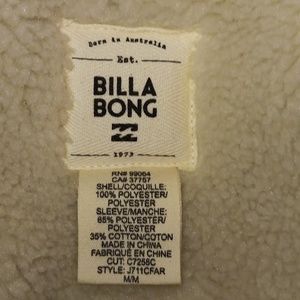 Born in Australia
Est.
BILLA
BONG
1973
RN# 99064
CA# 37757
SHELL/COQUILLE:
100% POLYESTER/
POLYESTER
SLEEVE/MANCHE:
65% POLYESTER/
POLYESTER
35% COTTON/COTON
MADE IN CHINA
FABRIQUÉ EN CHINE
CUT: C7258C
STYLE: J711CFAR
M/M